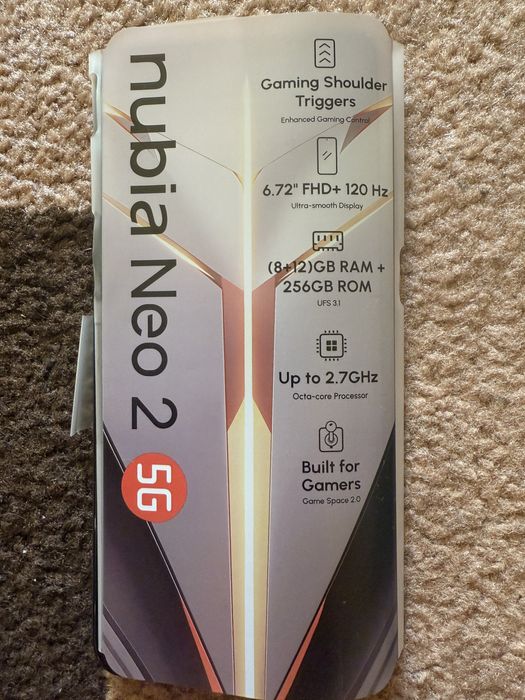 nubia Neo 2
5G
Gaming Shoulder
Triggers
Enhanced Gaming Control
6.72" FHD+ 120 Hz
Ultra-smooth Display
(8+12)GB RAM +
256GB ROM
UFS 3.1
Up to 2.7GHz
Octa-core Processor
Built for
Gamers
Game Space 2.0